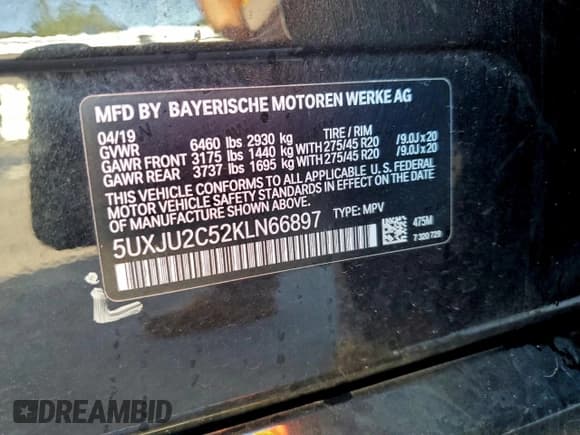 MFD BY BAYERISCHE MOTOREN WERKE AG
04/19 TIRE / RIM
GVWR 6460 lbs 2930 kg
GAWR FRONT 3175 lbs 1440 kg WITH 275/45 R20 /9.0J x 20
GAWR REAR 3737 lbs 1695 kg WITH 275/45 R20 /9.0J x 20
THIS VEHICLE CONFORMS TO ALL APPLICABLE U. S. FEDERAL
MOTOR VEHICLE SAFETY STANDARDS IN EFFECT ON THE DATE OF
MANUFACTURE SHOWN ABOVE.
5UXJU2C52KLN66897 TYPE: MPV
475M
7 320 729
DREAMBID